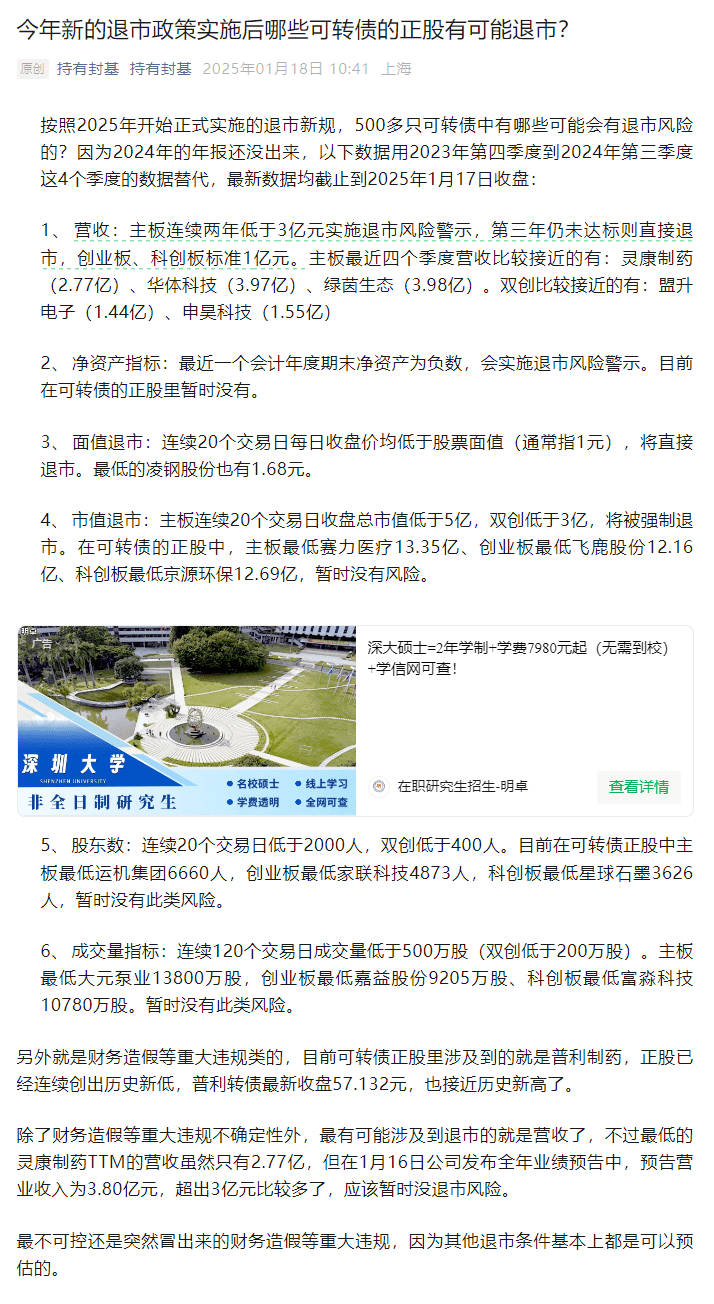 今年新的退市政策实施后哪些可转债的正股有可能退市？
原创 持有封基 持有封基 2025年01月18日 10:41 上海
按照2025年开始正式实施的退市新规，500多只可转债中有哪些可能会有退市风险
的？因为2024年的年报还没出来，以下数据用2023年第四季度到2024年第三季度
这4个季度的数据替代，最新数据均截止到2025年1月17日收盘：
1、 营收：主板连续两年低于3亿元实施退市风险警示，第三年仍未达标则直接退
市，创业板、科创板标准1亿元。主板最近四个季度营收比较接近的有：灵康制药
（2.77亿）、华体科技（3.97亿）、绿茵生态（3.98亿）。双创比较接近的有：盟升
电子（1.44亿）、申昊科技（1.55亿）
2、 净资产指标：最近一个会计年度期末净资产为负数，会实施退市风险警示。目前
在可转债的正股里暂时没有。
3、 面值退市：连续20个交易日每日收盘价均低于股票面值（通常指1元），将直接
退市。最低的凌钢股份也有1.68元。
4、 市值退市：主板连续20个交易日收盘总市值低于5亿，双创低于3亿，将被强制退
市。在可转债的正股中，主板最低赛力医疗13.35亿、创业板最低飞鹿股份12.16
亿、科创板最低京源环保12.69亿，暂时没有风险。
明卓
广告
深圳大学
SHENZHEN UNIVERSITY
非全日制研究生
名校硕士 线上学习
学费透明 全网可查
深大硕士=2年学制+学费7980元起（无需到校）
+学信网可查！
在职研究生招生-明卓
查看详情
5、 股东数：连续20个交易日低于2000人，双创低于400人。目前在可转债正股中主
板最低运机集团6660人，创业板最低家联科技4873人，科创板最低星球石墨3626
人，暂时没有此类风险。
6、 成交量指标：连续120个交易日成交量低于500万股（双创低于200万股）。主板
最低大元泵业13800万股，创业板最低嘉益股份9205万股、科创板最低富淼科技
10780万股。暂时没有此类风险。
另外就是财务造假等重大违规类的，目前可转债正股里涉及到的就是普利制药，正股已
经连续创出历史新低，普利转债最新收盘57.132元，也接近历史新高了。
除了财务造假等重大违规不确定性外，最有可能涉及到退市的就是营收了，不过最低的
灵康制药TTM的营收虽然只有2.77亿，但在1月16日公司发布全年业绩预告中，预告营
业收入为3.80亿元，超出3亿元比较多了，应该暂时没退市风险。
最不可控还是突然冒出来的财务造假等重大违规，因为其他退市条件基本上都是可以预
估的。